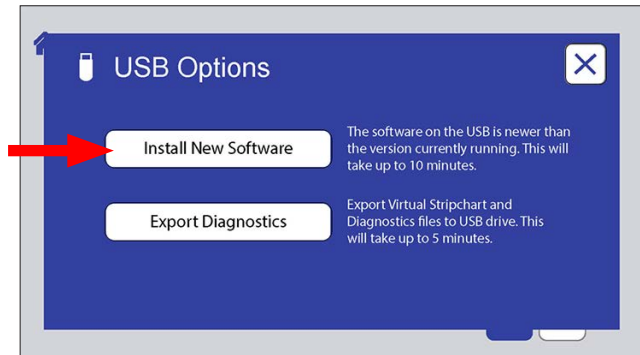 USB Options
Install New Software
The software on the USB is newer than
the version currently running. This will
take up to 10 minutes.
Export Diagnostics
Export Virtual Stripchart and
Diagnostics files to USB drive. This
will take up to 5 minutes.